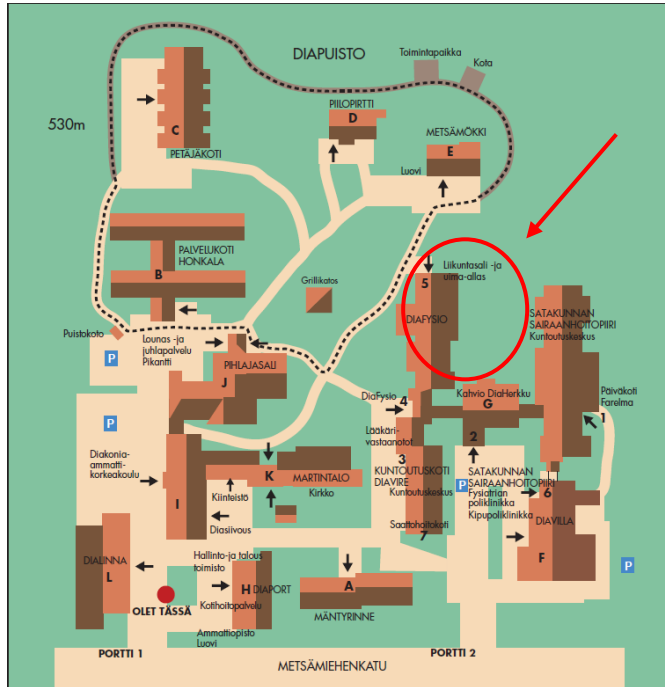 DIAPUISTO
Toimintapaikka
Kota
530m
C
PETÄJÄKOTI
PIILOPIRTTI
D
METSÄMÖKKI
E
Luovi
PALVELUKOTI
HONKALA
B
Puistokoto
P
Grillikatos
5
Liikuntasali -ja
uima-allas
DIAFYSIO
SATAKUNNAN
SAIRAANHOITOPIIRI
Kuntoutuskeskus
Lounas -ja
juhlapalvelu
Pikantti
PIHLAJASALI
J
DiaFysio
4
Kahvio DiaHerkku
G
Päiväkoti
Farelma
1
P
Lääkäri-
vastaanotot
2
3
KUNTOUTUSKOTI
DIAVIRE
Kuntoutuskeskus
Diakonia-
ammatti-
korkeakoulu
K
MARTINTALO
Kirkko
Kiinteistö
I
Diasiivous
P
SATAKUNNAN
SAIRAANHOITOPIIRI
Fysiatrian
poliklinikka
Kipupoliklinikka
6
DIAVILLA
F
Saattohoitokoti
7
DIALINNA
L
Hallinto-ja talous
toimisto
H
DIAPORT
Kotihoitopalvelu
A
MÄNTYRINNE
P
OLET TÄSSÄ
Ammattiopisto
Luovi
PORTTI 1
PORTTI 2
METSÄMIEHENKATU